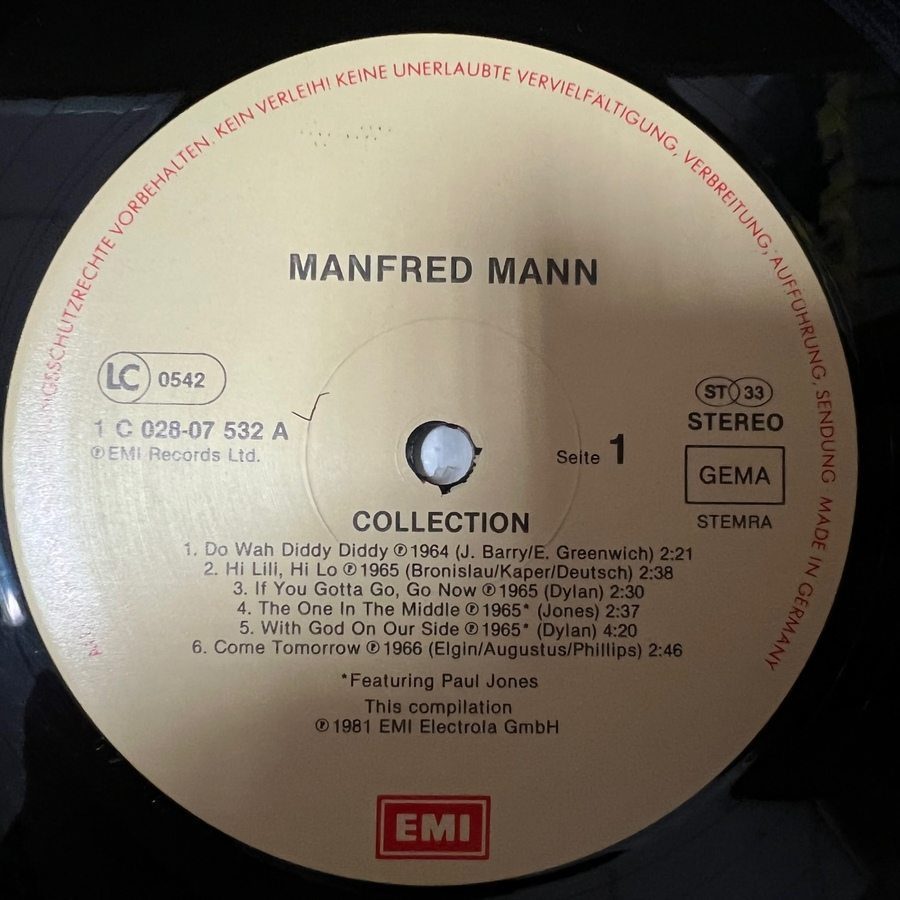 GESCHÜTZRECHTE VORBEHALTEN. KEIN VERLEIH! KEINE UNERLAUBTE VERVIELFÄLTIGUNG, VERBREITUNG, AUFFÜHRUNG, SENDUNG MADE IN GERMANY
MANFRED MANN
LC 0542
1 C 028-07 532 A
℗ EMI Records Ltd.
ST 33
STEREO
Seite 1
GEMA
STEMRA
COLLECTION
1. Do Wah Diddy Diddy ℗ 1964 (J. Barry/E. Greenwich) 2:21
2. Hi Lili, Hi Lo ℗ 1965 (Bronislau/Kaper/Deutsch) 2:38
3. If You Gotta Go, Go Now ℗ 1965 (Dylan) 2:30
4. The One In The Middle ℗ 1965* (Jones) 2:37
5. With God On Our Side ℗ 1965* (Dylan) 4:20
6. Come Tomorrow ℗ 1966 (Elgin/Augustus/Phillips) 2:46
*Featuring Paul Jones
This compilation
℗ 1981 EMI Electrola GmbH
EMI